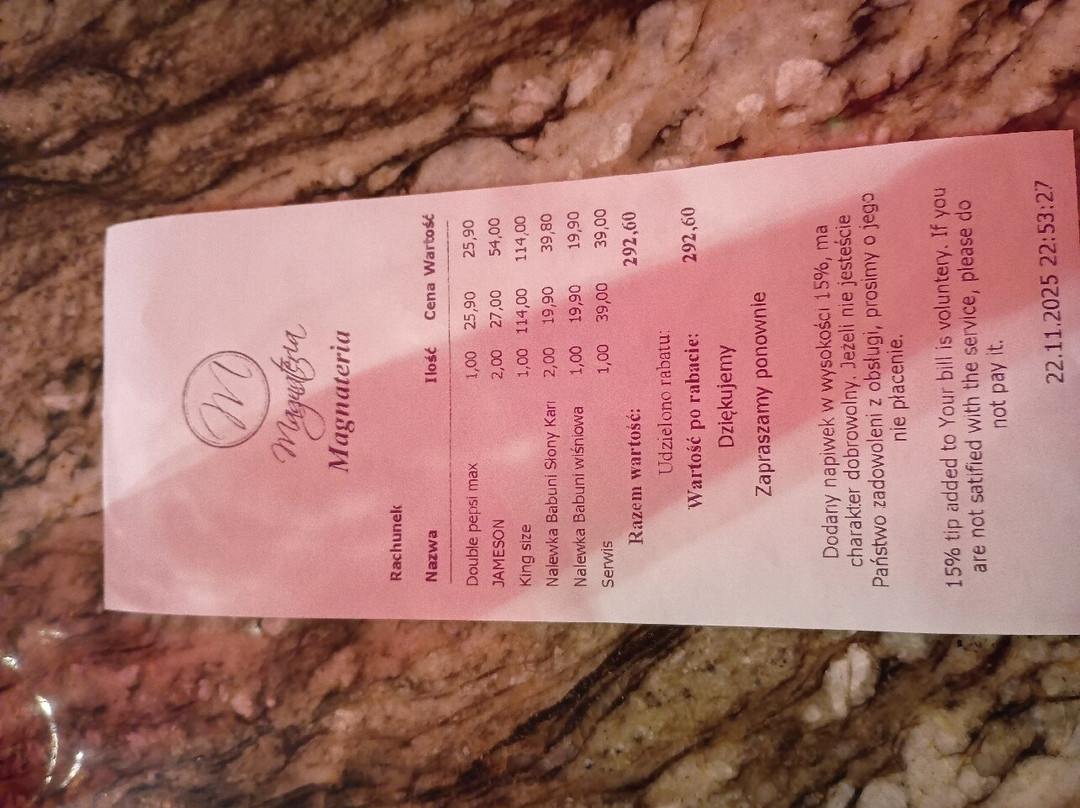 M
Magnateria
Magnateria
Rachunek
Nazwa Ilość Cena Wartość
Double pepsi max 1,00 25,90 25,90
JAMESON 2,00 27,00 54,00
King size 1,00 114,00 114,00
Nalewka Babuni Słony Karı 2,00 19,90 39,80
Nalewka Babuni wiśniowa 1,00 19,90 19,90
Serwis 1,00 39,00 39,00
Razem wartość: 292,60
Udzielono rabatu:
Wartość po rabacie: 292,60
Dziękujemy
Zapraszamy ponownie
Dodany napiwek w wysokości 15%, ma
charakter dobrowolny. Jeżeli nie jesteście
Państwo zadowoleni z obsługi, prosimy o jego
nie płacenie.
15% tip added to Your bill is voluntery. If you
are not satified with the service, please do
not pay it.
22.11.2025 22:53:27